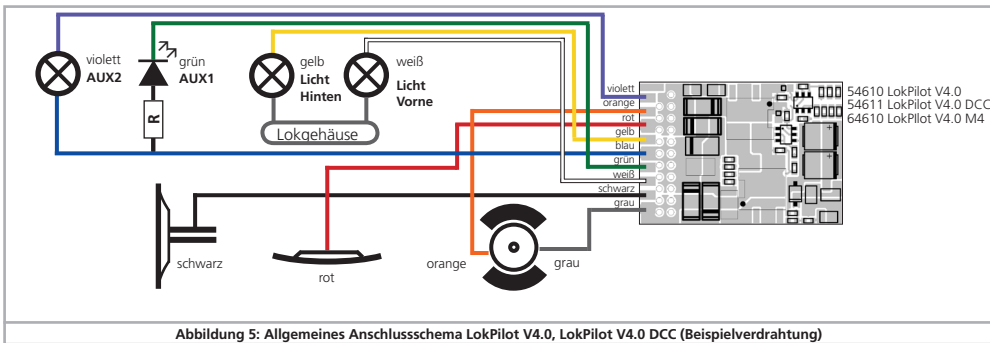 violett
AUX2
grün
AUX1
R
gelb
Licht
Hinten
weiß
Licht
Vorne
Lokgehäuse
violett
orange
rot
gelb
blau
grün
weiß
schwarz
grau
54610 LokPilot V4.0
54611 LokPilot V4.0 DCC
64610 LokPIlot V4.0 M4
schwarz
rot
orange
grau
Abbildung 5: Allgemeines Anschlussschema LokPilot V4.0, LokPilot V4.0 DCC (Beispielverdrahtung)